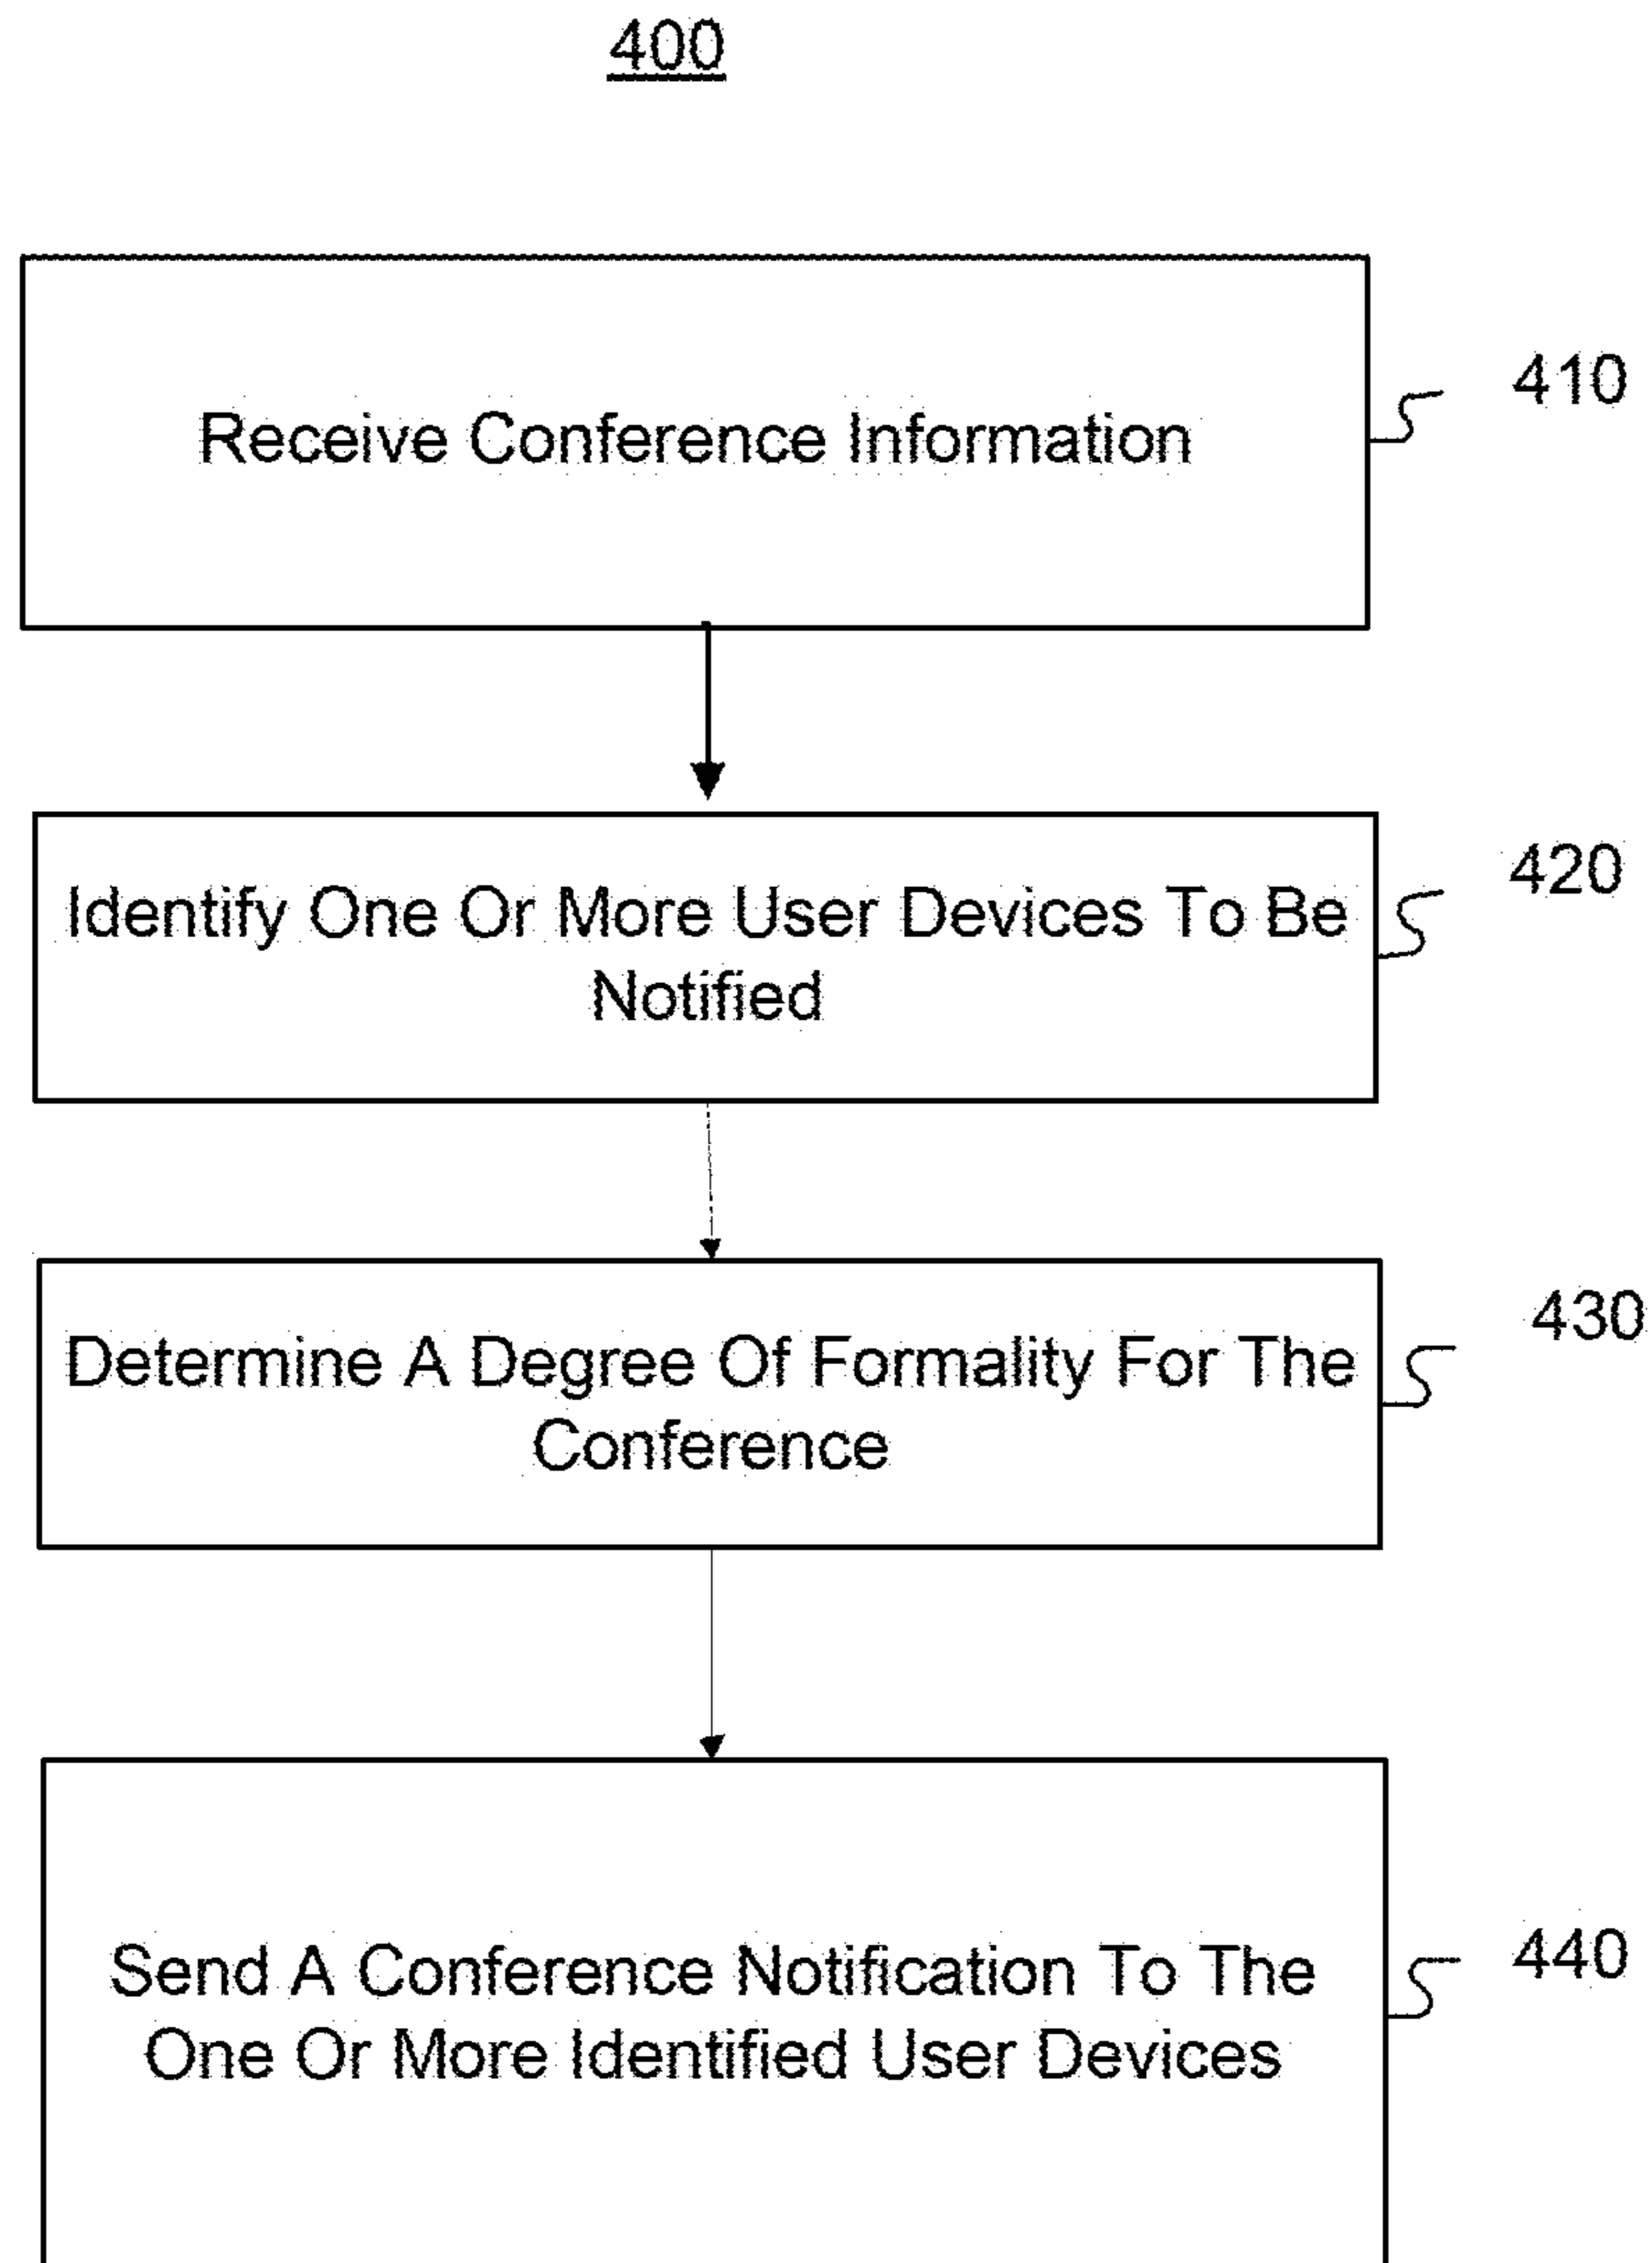 400
Receive Conference Information
410
Identify One Or More User Devices To Be
Notified
420
Determine A Degree Of Formality For The
Conference
430
Send A Conference Notification To The
One Or More Identified User Devices
440